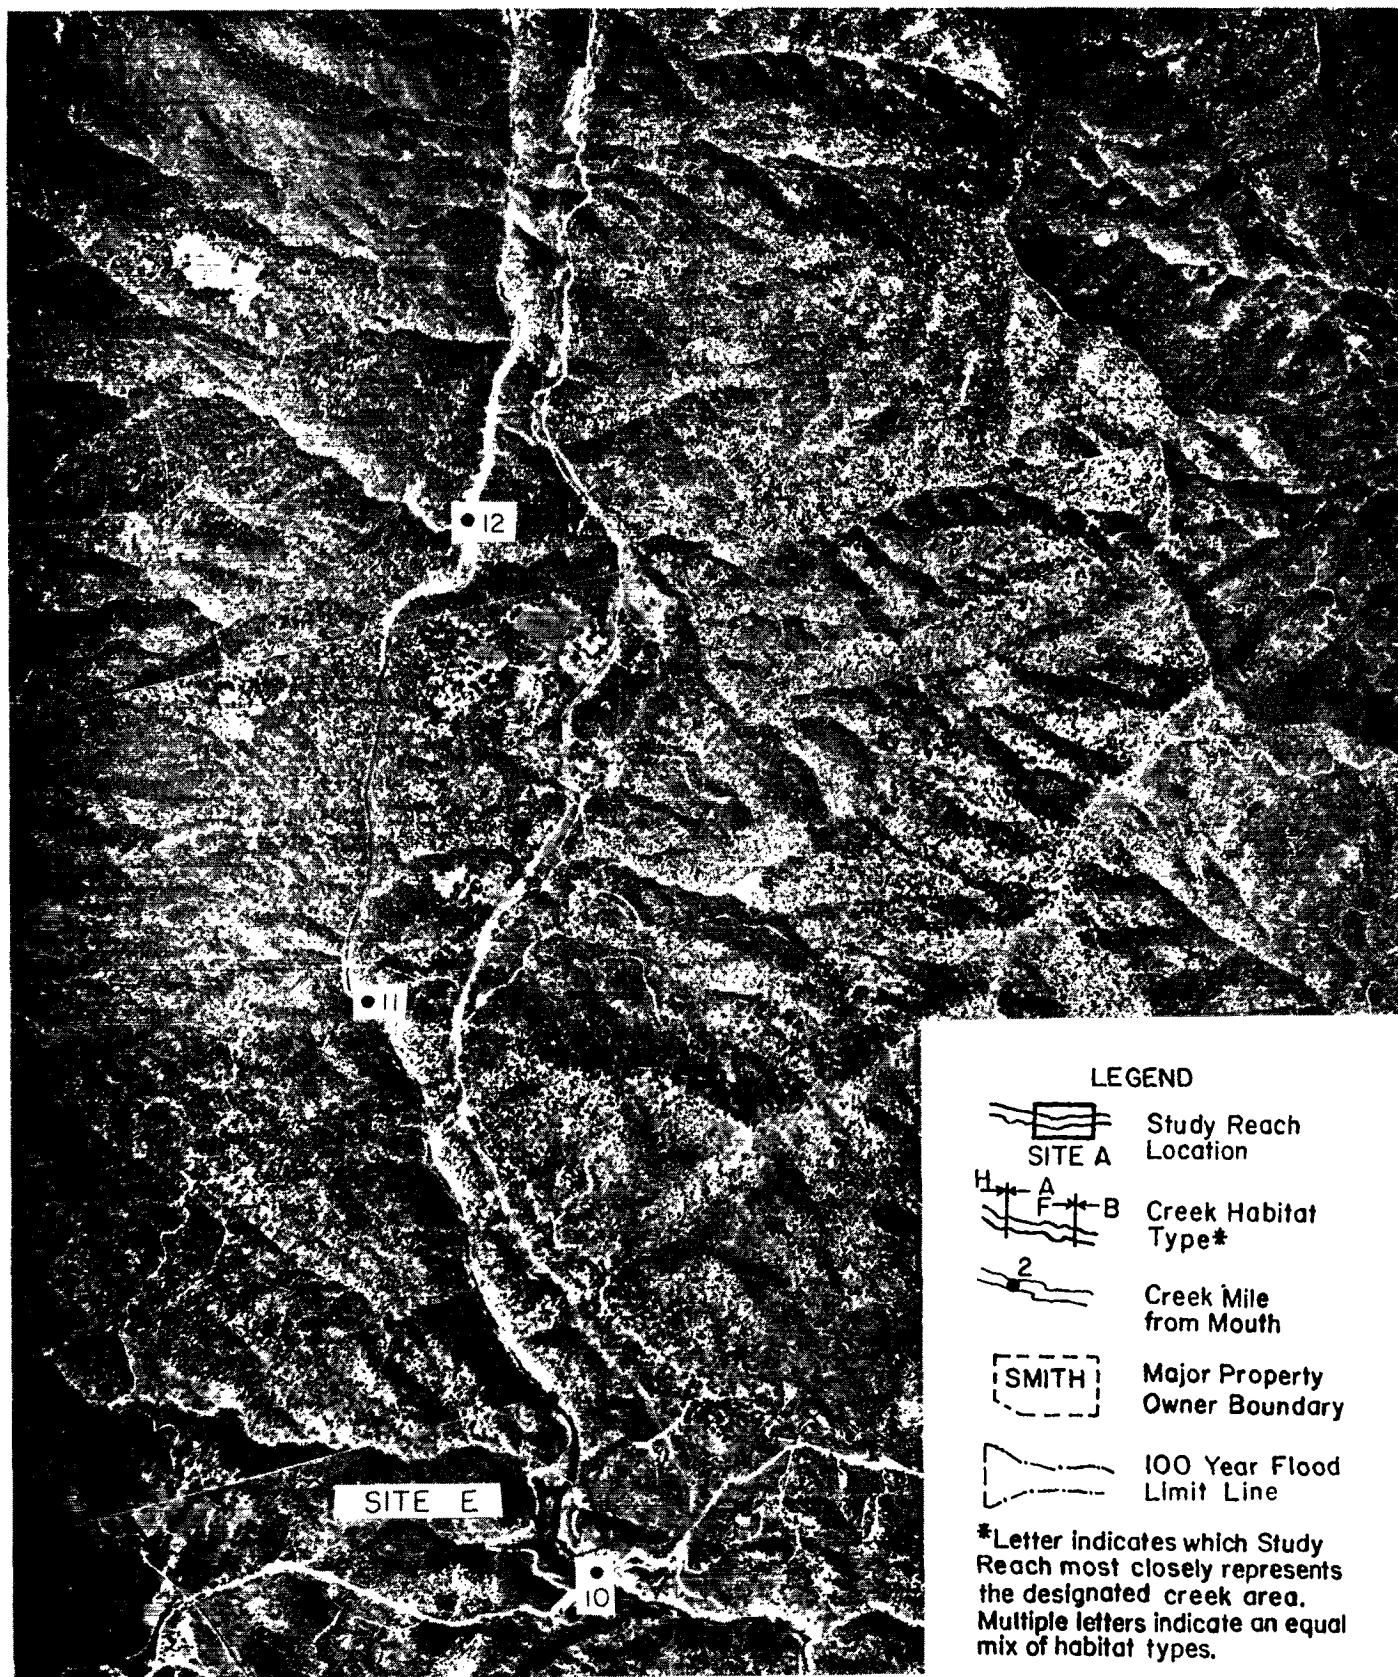 12
11
SITE E
10
LEGEND
SITE A
Study Reach
Location
H A
F B
Creek Habitat
Type*
2
Creek Mile
from Mouth
SMITH
Major Property
Owner Boundary
100 Year Flood
Limit Line
*Letter indicates which Study
Reach most closely represents
the designated creek area.
Multiple letters indicate an equal
mix of habitat types.